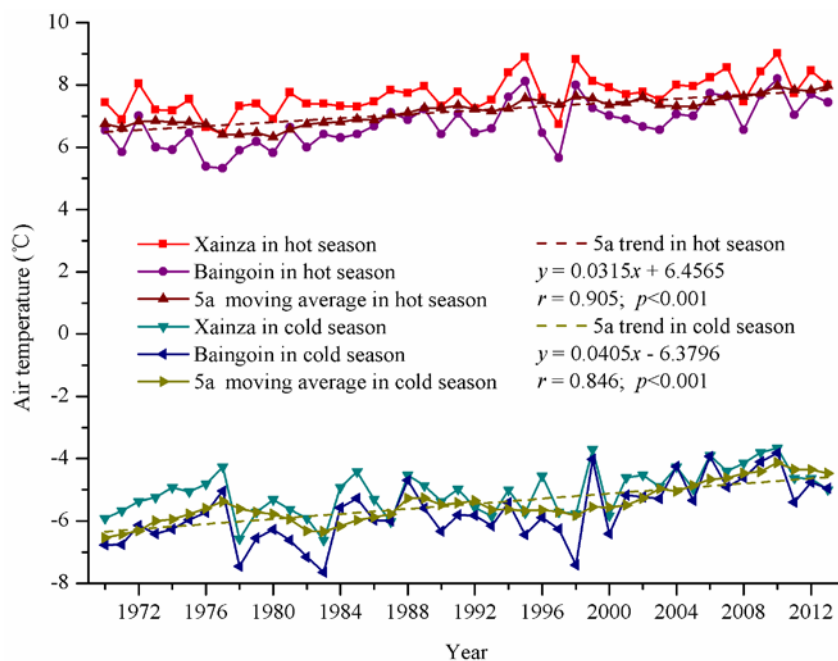 10
8
6
4
2
0
-2
-4
-6
-8
Air temperature (℃)
Xainza in hot season
Baingoin in hot season
5a moving average in hot season
Xainza in cold season
Baingoin in cold season
5a moving average in cold season
5a trend in hot season
y = 0.0315x + 6.4565
r = 0.905; p<0.001
5a trend in cold season
y = 0.0405x - 6.3796
r = 0.846; p<0.001
1972 1976 1980 1984 1988 1992 1996 2000 2004 2008 2012
Year